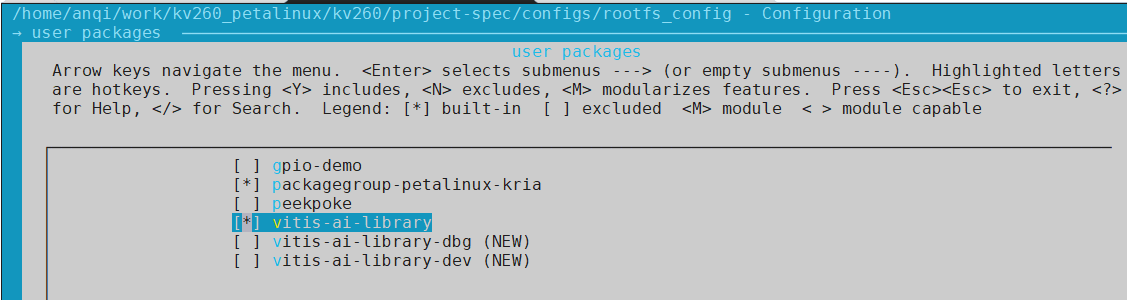 /home/anqi/work/kv260_petalinux/kv260/project-spec/configs/rootfs_config - Configuration
→ user packages
user packages
Arrow keys navigate the menu.  <Enter> selects submenus ---> (or empty submenus ----).  Highlighted letters
are hotkeys.  Pressing <Y> includes, <N> excludes, <M> modularizes features.  Press <Esc><Esc> to exit, <?>
for Help, </> for Search.  Legend: [*] built-in  [ ] excluded  <M> module  < > module capable
[ ] gpio-demo
[*] packagegroup-petalinux-kria
[ ] peekpoke
[*] vitis-ai-library
[ ] vitis-ai-library-dbg (NEW)
[ ] vitis-ai-library-dev (NEW)